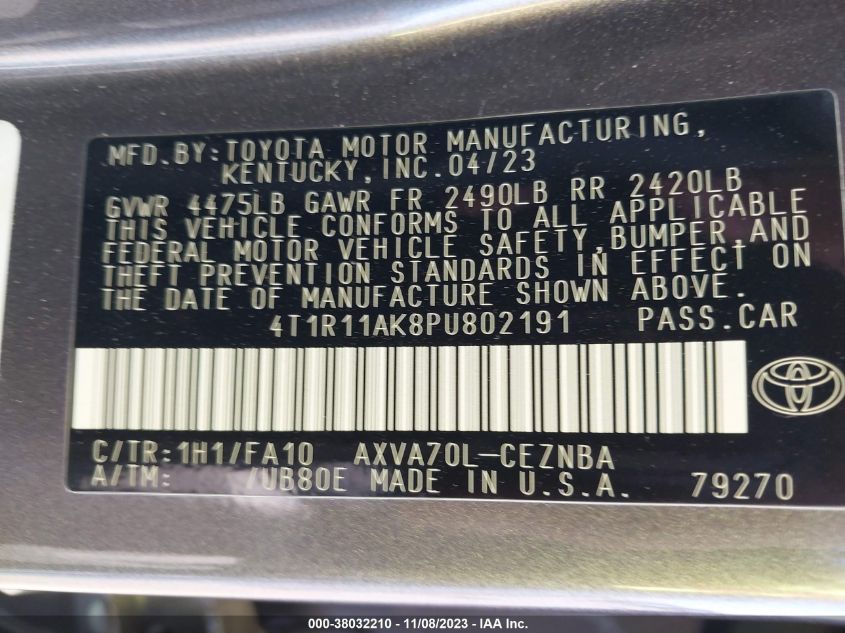 MFD.BY:TOYOTA MOTOR MANUFACTURING,
KENTUCKY,INC.04/23
GVWR 4475LB GAWR FR 2490LB RR 2420LB
THIS VEHICLE CONFORMS TO ALL APPLICABLE
FEDERAL MOTOR VEHICLE SAFETY,BUMPER,AND
THEFT PREVENTION STANDARDS IN EFFECT ON
THE DATE OF MANUFACTURE SHOWN ABOVE.
4T1R11AK8PU802191 PASS.CAR
C/TR:1H1/FA10 AXVA70L-CEZNBA
A/TM: /UB80E MADE IN U.S.A. 79270
000-38032210 - 11/08/2023 - IAA Inc.